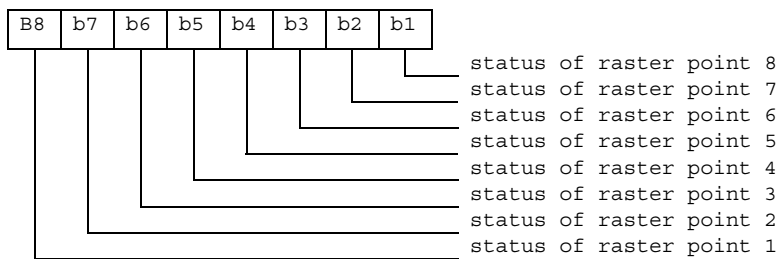 B8 b7 b6 b5 b4 b3 b2 b1
status of raster point 8
status of raster point 7
status of raster point 6
status of raster point 5
status of raster point 4
status of raster point 3
status of raster point 2
status of raster point 1